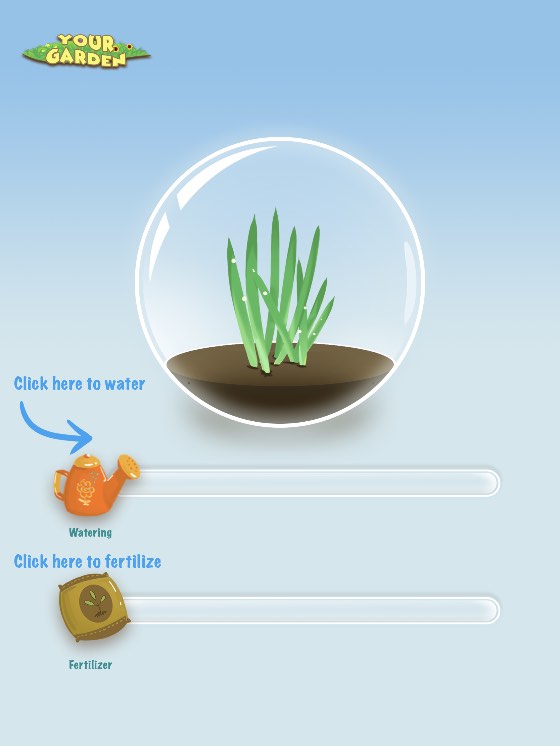 YOUR
GARDEN
Click here to water
Watering
Click here to fertilize
Fertilizer